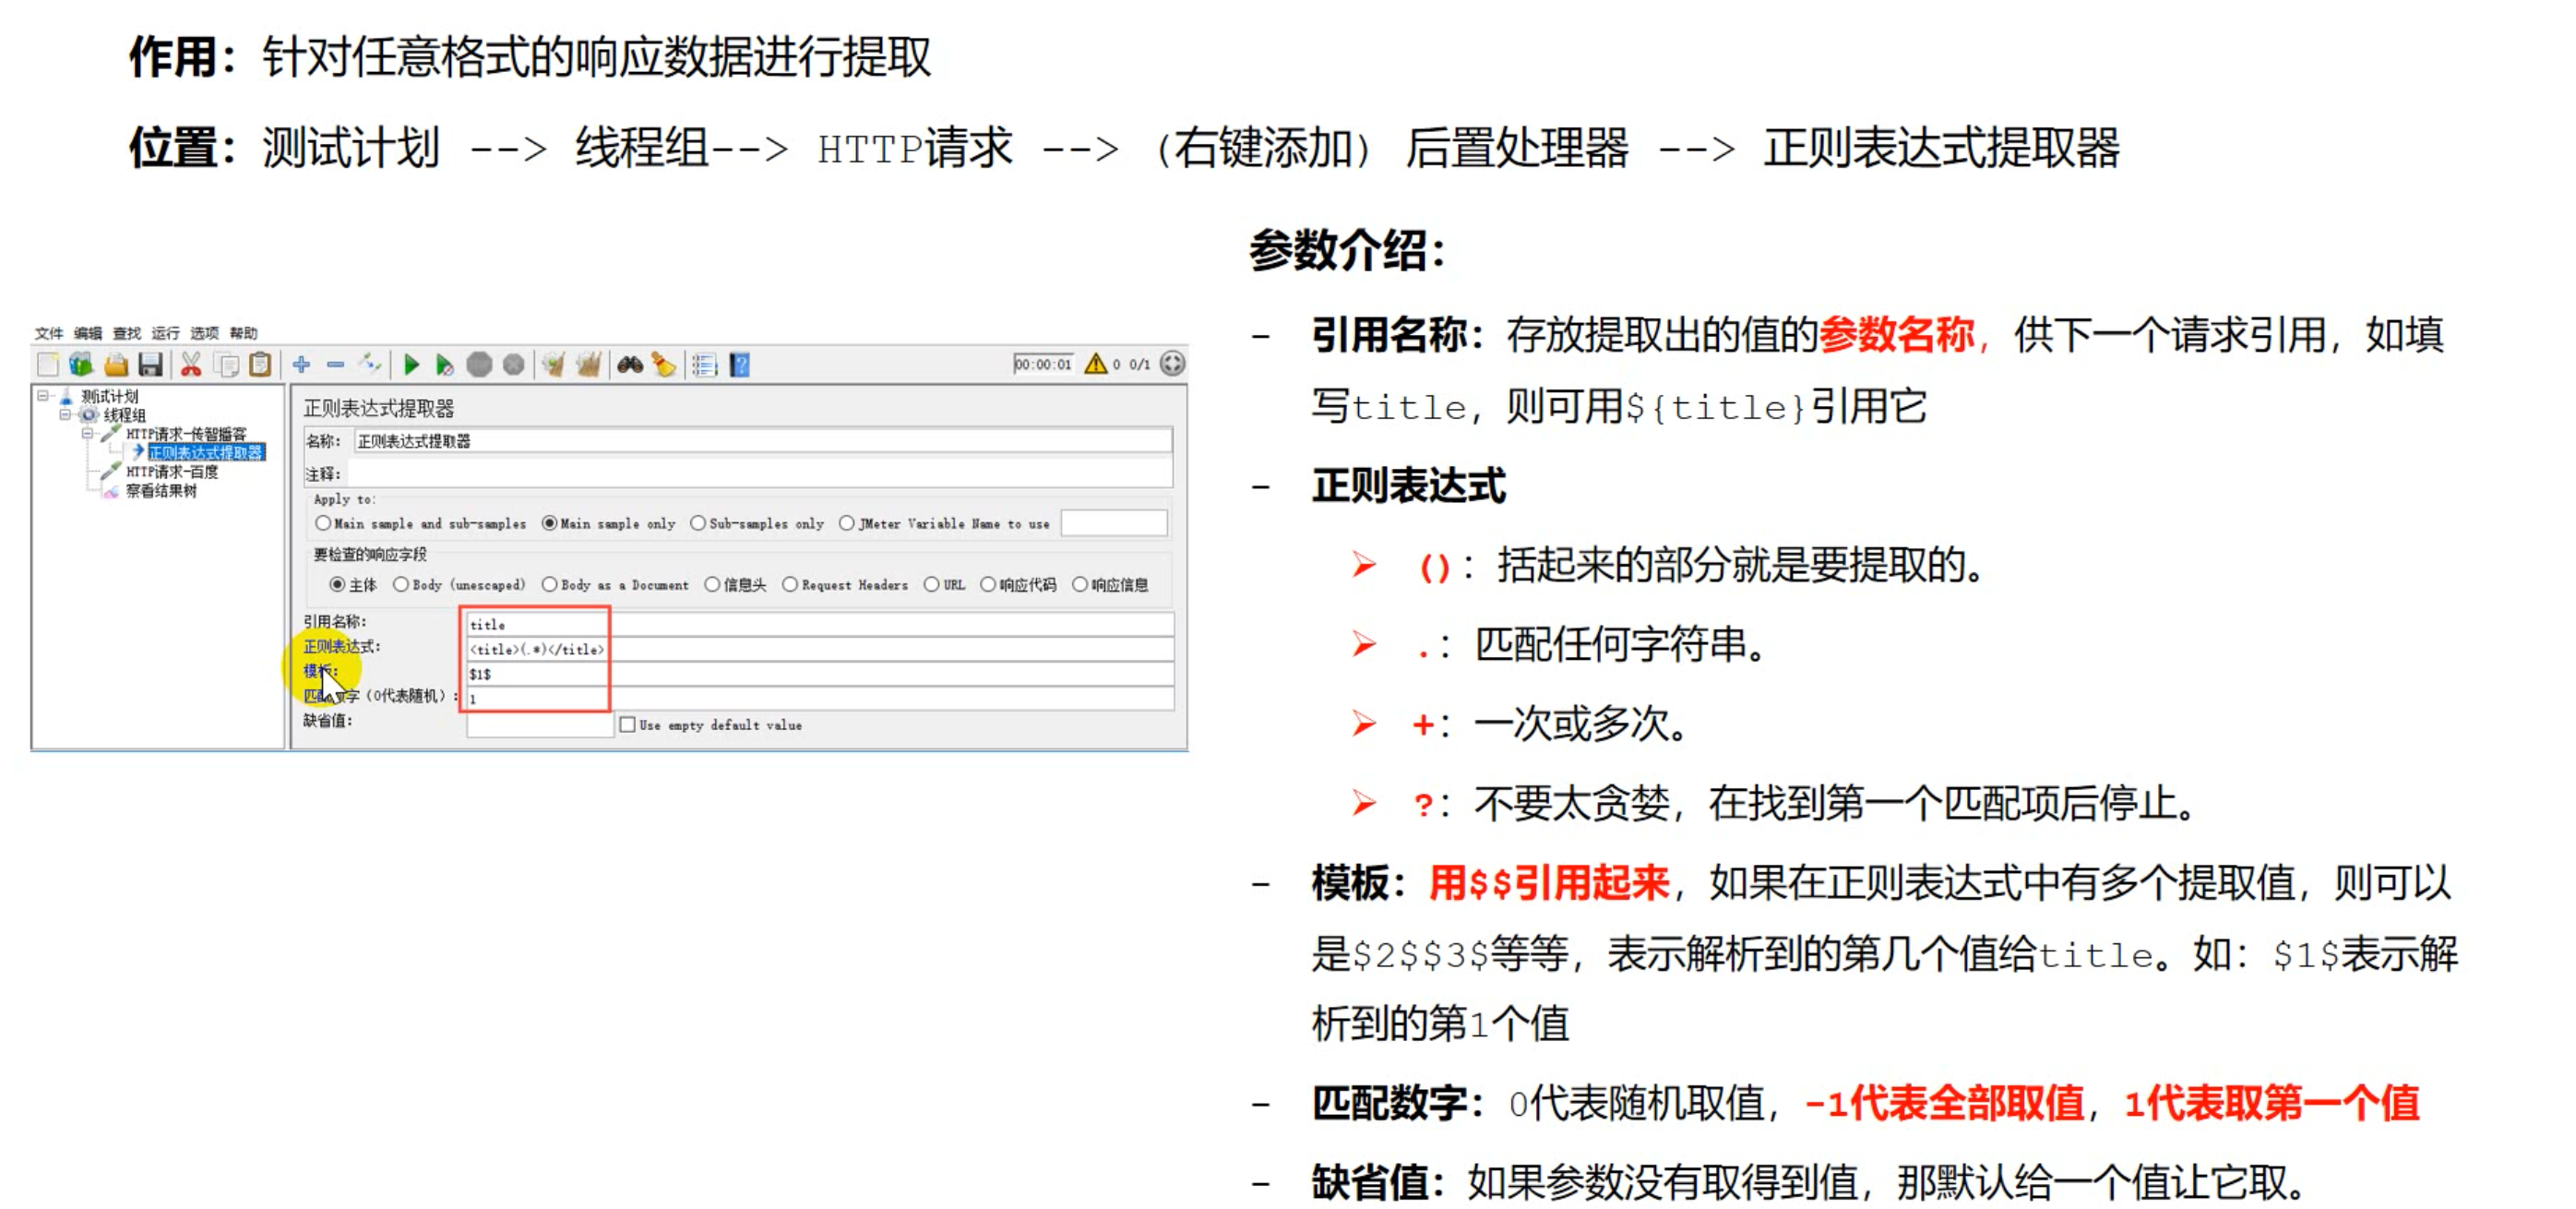 作用：针对任意格式的响应数据进行提取
位置：测试计划 --> 线程组--> HTTP请求 --> (右键添加) 后置处理器 --> 正则表达式提取器
文件 编辑 查找 运行 选项 帮助
00:00:01 0 0/1
测试计划
线程组
HTTP请求-传智播客
正则表达式提取器
HTTP请求-百度
察看结果树
正则表达式提取器
名称： 正则表达式提取器
注释：
Apply to:
Main sample and sub-samples Main sample only Sub-samples only JMeter Variable Name to use
要检查的响应字段
主体 Body (unescaped) Body as a Document 信息头 Request Headers URL 响应代码 响应信息
引用名称： title
正则表达式： <title>(.*)</title>
模板： $1$
匹配数字（0代表随机）： 1
缺省值： Use empty default value
参数介绍：
- 引用名称：存放提取出的值的参数名称，供下一个请求引用，如填
写title，则可用${title}引用它
- 正则表达式
()：括起来的部分就是要提取的。
.：匹配任何字符串。
+：一次或多次。
?：不要太贪婪，在找到第一个匹配项后停止。
- 模板：用$$引用起来，如果在正则表达式中有多个提取值，则可以
是$2$$3$等等，表示解析到的第几个值给title。如：$1$表示解
析到的第1个值
- 匹配数字：0代表随机取值，-1代表全部取值，1代表取第一个值
- 缺省值：如果参数没有取得到值，那默认给一个值让它取。